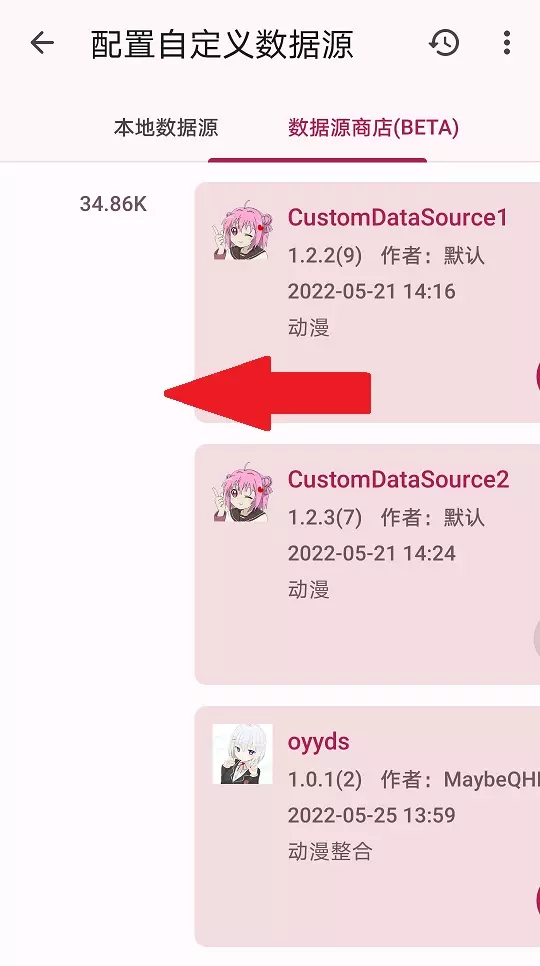 配置自定义数据源
本地数据源
数据源商店(BETA)
34.86K
CustomDataSource1
1.2.2(9) 作者：默认
2022-05-21 14:16
动漫
CustomDataSource2
1.2.3(7) 作者：默认
2022-05-21 14:24
动漫
oyyds
1.0.1(2) 作者：MaybeQH
2022-05-25 13:59
动漫整合